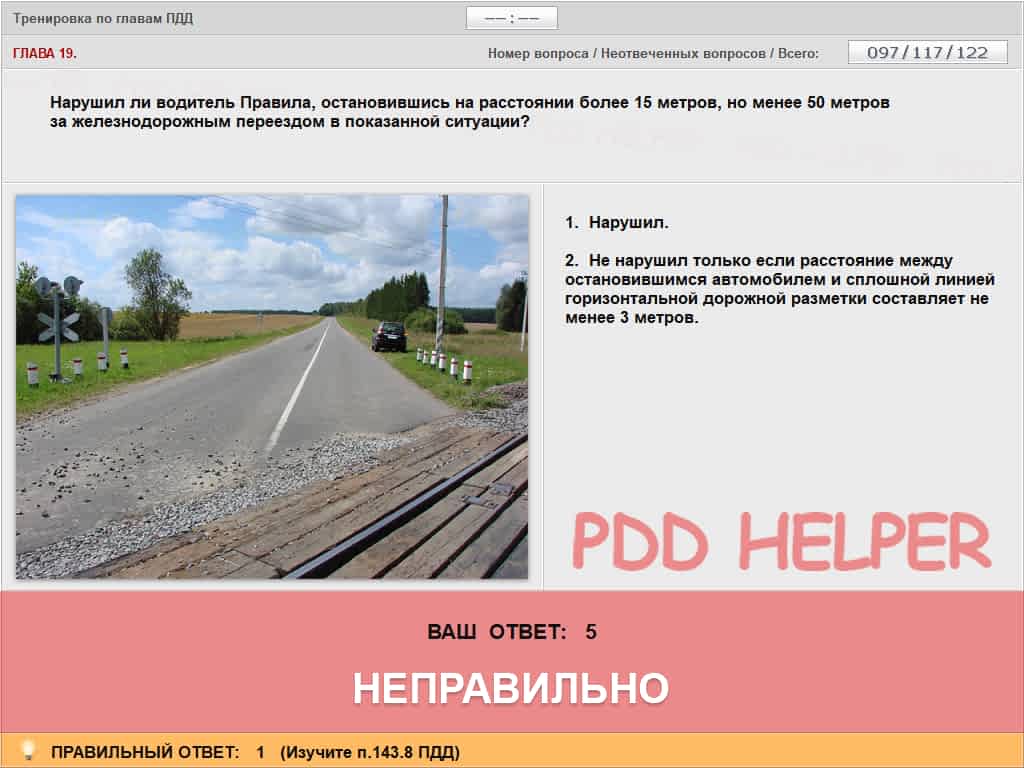 Тренировка по главам ПДД
—— : ——
ГЛАВА 19.
Номер вопроса / Неотвеченных вопросов / Всего:
097/117/122
Нарушил ли водитель Правила, остановившись на расстоянии более 15 метров, но менее 50 метров
за железнодорожным переездом в показанной ситуации?
1. Нарушил.
2. Не нарушил только если расстояние между
остановившимся автомобилем и сплошной линией
горизонтальной дорожной разметки составляет не
менее 3 метров.
PDD HELPER
ВАШ ОТВЕТ: 5
НЕПРАВИЛЬНО
ПРАВИЛЬНЫЙ ОТВЕТ: 1 (Изучите п.143.8 ПДД)